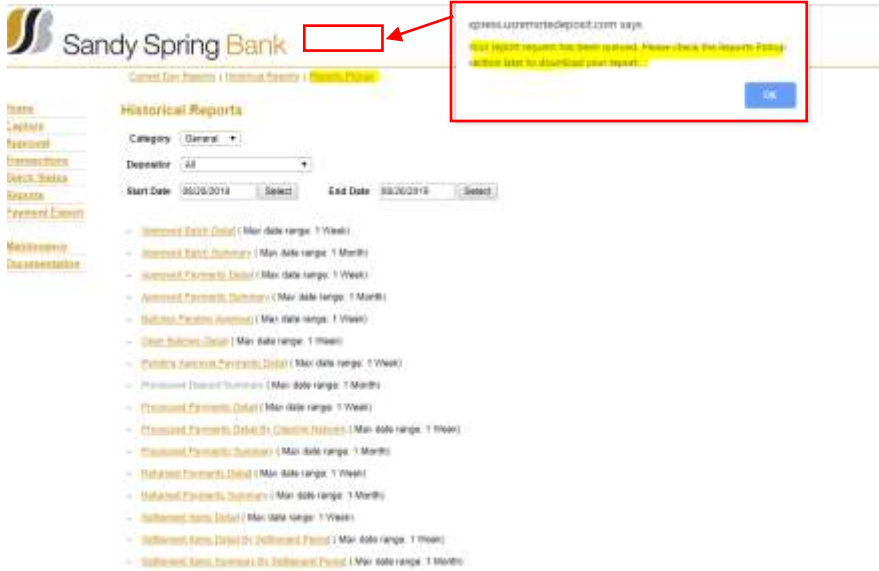 Sandy Spring Bank
xpress.usremotedeposit.com says
Your report request has been queued. Please check the Reports Pickup
section later to download your report.
OK
Current Day Reports | Historical Reports | Reports Pickup
Home
Capture
Approval
Transactions
Quick Status
Reports
Payment Export
Maintenance
Documentation
Historical Reports
Category General
Depositor All
Start Date 08/26/2019 Select End Date 08/26/2019 Select
- Approved Batch Detail ( Max date range: 1 Week)
- Approved Batch Summary ( Max date range: 1 Month)
- Approved Payments Detail ( Max date range: 1 Week)
- Approved Payments Summary ( Max date range: 1 Month)
- Batches Pending Approval ( Max date range: 1 Week)
- Open Batches Detail ( Max date range: 1 Week)
- Pending Approval Payments Detail ( Max date range: 1 Week)
- Processed Deposit Summary ( Max date range: 1 Month)
- Processed Payments Detail ( Max date range: 1 Week)
- Processed Payments Detail By Clearing Network ( Max date range: 1 Week)
- Processed Payments Summary ( Max date range: 1 Month)
- Returned Payments Detail ( Max date range: 1 Week)
- Returned Payments Summary ( Max date range: 1 Month)
- Settlement Items Detail ( Max date range: 1 Week)
- Settlement Items Detail By Settlement Period ( Max date range: 1 Week)
- Settlement Items Summary By Settlement Period ( Max date range: 1 Month)